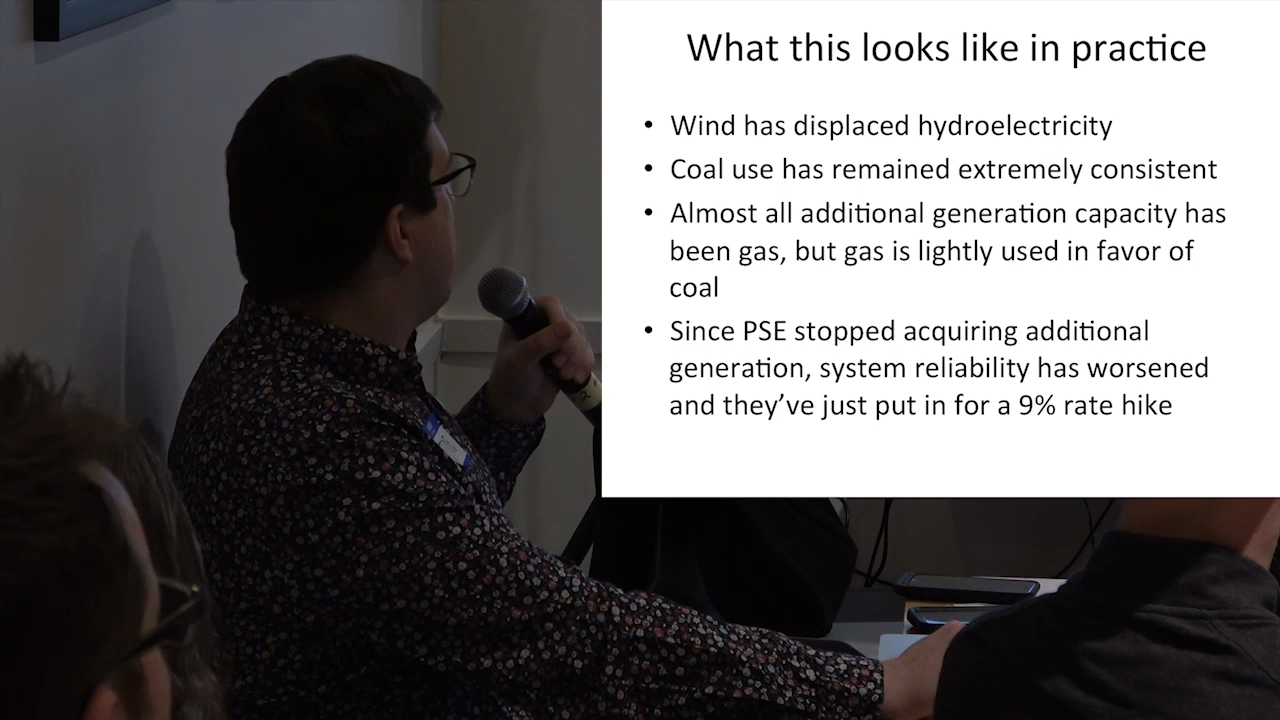 What this looks like in practice
• Wind has displaced hydroelectricity
• Coal use has remained extremely consistent
• Almost all additional generation capacity has
been gas, but gas is lightly used in favor of
coal
• Since PSE stopped acquiring additional
generation, system reliability has worsened
and they’ve just put in for a 9% rate hike